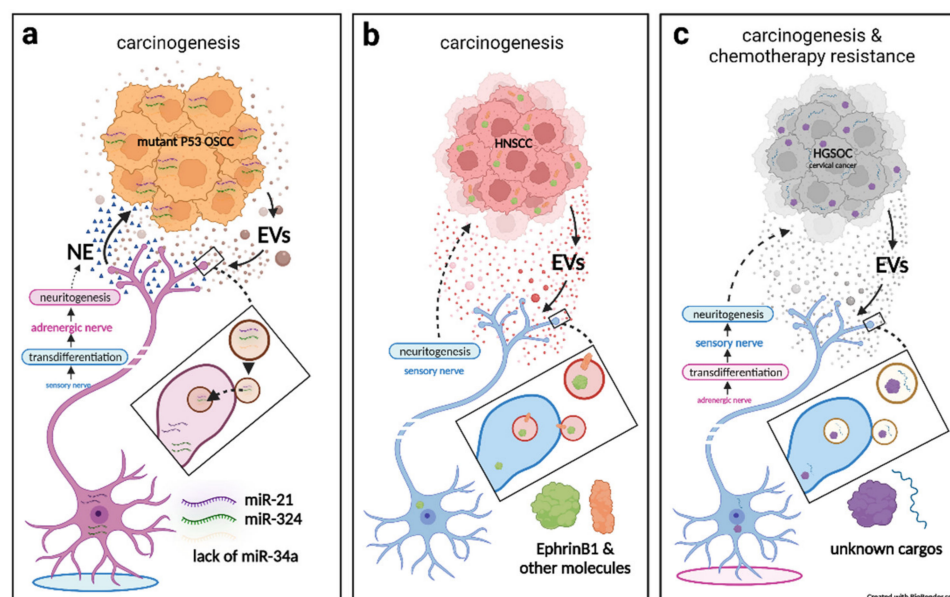 a
carcinogenesis
mutant P53 OSCC
NE
EVs
neuritogenesis
adrenergic nerve
transdifferentiation
sensory nerve
miR-21
miR-324
lack of miR-34a
b
carcinogenesis
HNSCC
EVs
neuritogenesis
sensory nerve
EphrinB1 &
other molecules
c
carcinogenesis &
chemotherapy resistance
HGSOC
cervical cancer
EVs
neuritogenesis
sensory nerve
transdifferentiation
adrenergic nerve
unknown cargos